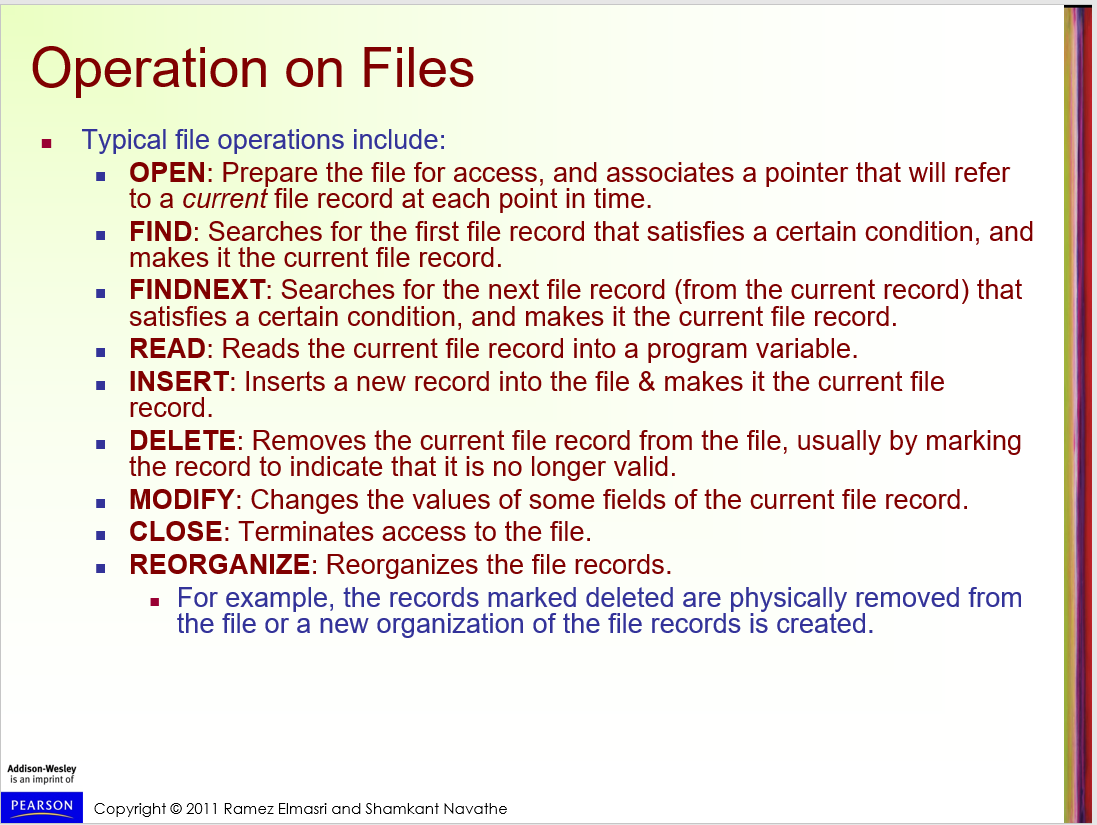 Operation on Files
Typical file operations include:
OPEN: Prepare the file for access, and associates a pointer that will refer
to a current file record at each point in time.
FIND: Searches for the first file record that satisfies a certain condition, and
makes it the current file record.
FINDNEXT: Searches for the next file record (from the current record) that
satisfies a certain condition, and makes it the current file record.
READ: Reads the current file record into a program variable.
INSERT: Inserts a new record into the file & makes it the current file
record.
DELETE: Removes the current file record from the file, usually by marking
the record to indicate that it is no longer valid.
MODIFY: Changes the values of some fields of the current file record.
CLOSE: Terminates access to the file.
REORGANIZE: Reorganizes the file records.
For example, the records marked deleted are physically removed from
the file or a new organization of the file records is created.
Addison-Wesley
is an imprint of
PEARSON
Copyright © 2011 Ramez Elmasri and Shamkant Navathe